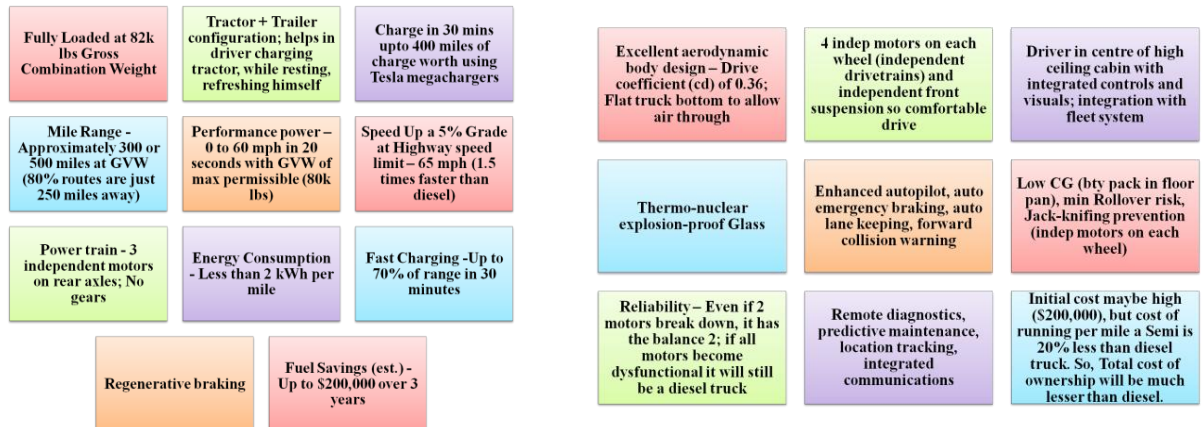 Fully Loaded at 82k
lbs Gross
Combination Weight
Tractor + Trailer
configuration; helps in
driver charging
tractor, while resting,
refreshing himself
Charge in 30 mins
upto 400 miles of
charge worth using
Tesla megachargers
Mile Range -
Approximately 300 or
500 miles at GVW
(80% routes are just
250 miles away)
Performance power –
0 to 60 mph in 20
seconds with GVW of
max permissible (80k
lbs)
Speed Up a 5% Grade
at Highway speed
limit – 65 mph (1.5
times faster than
diesel)
Power train - 3
independent motors
on rear axles; No
gears
Energy Consumption
- Less than 2 kWh per
mile
Fast Charging -Up to
70% of range in 30
minutes
Regenerative braking
Fuel Savings (est.) -
Up to $200,000 over 3
years
Excellent aerodynamic
body design – Drive
coefficient (cd) of 0.36;
Flat truck bottom to allow
air through
4 indep motors on each
wheel (independent
drivetrains) and
independent front
suspension so comfortable
drive
Driver in centre of high
ceiling cabin with
integrated controls and
visuals; integration with
fleet system
Thermo-nuclear
explosion-proof Glass
Enhanced autopilot, auto
emergency braking, auto
lane keeping, forward
collision warning
Low CG (bty pack in floor
pan), min Rollover risk,
Jack-knifing prevention
(indep motors on each
wheel)
Reliability – Even if 2
motors break down, it has
the balance 2; if all
motors become
dysfunctional it will still
be a diesel truck
Remote diagnostics,
predictive maintenance,
location tracking,
integrated
communications
Initial cost maybe high
($200,000), but cost of
running per mile a Semi is
20% less than diesel
truck. So, Total cost of
ownership will be much
lesser than diesel.